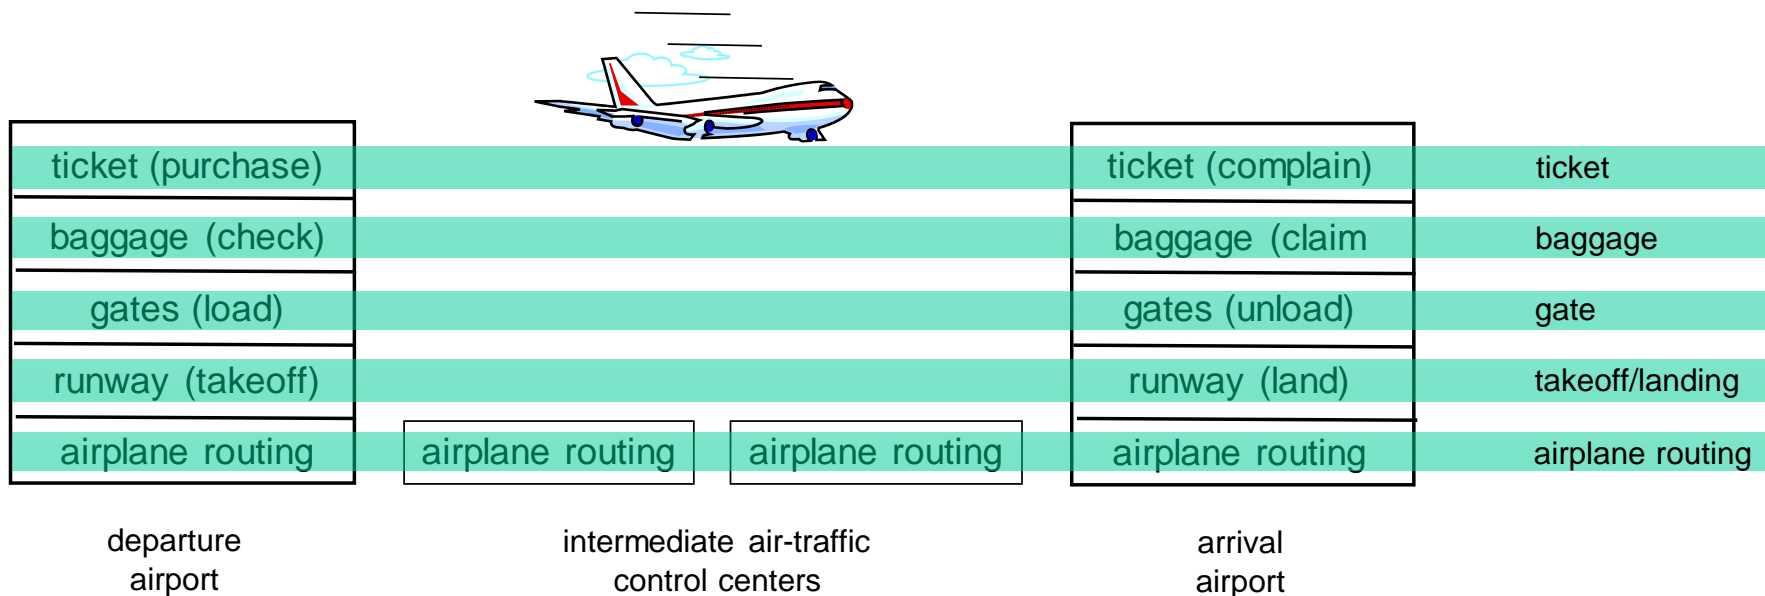 ticket (purchase) ticket (complain) ticket
baggage (check) baggage (claim baggage
gates (load) gates (unload) gate
runway (takeoff) runway (land) takeoff/landing
airplane routing airplane routing airplane routing airplane routing airplane routing
departure intermediate air-traffic arrival
airport control centers airport